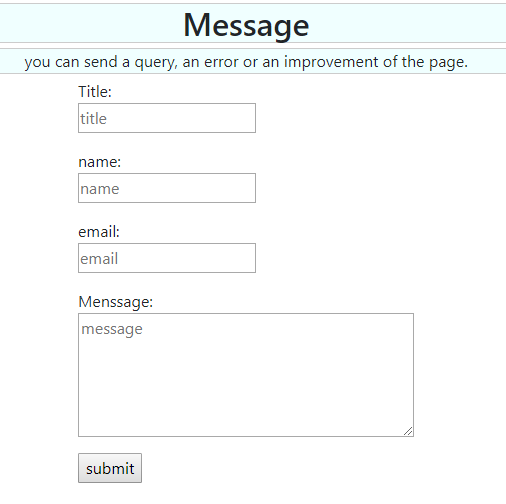 Message
you can send a query, an error or an improvement of the page.
Title:
title
name:
name
email:
email
Menssage:
message
submit